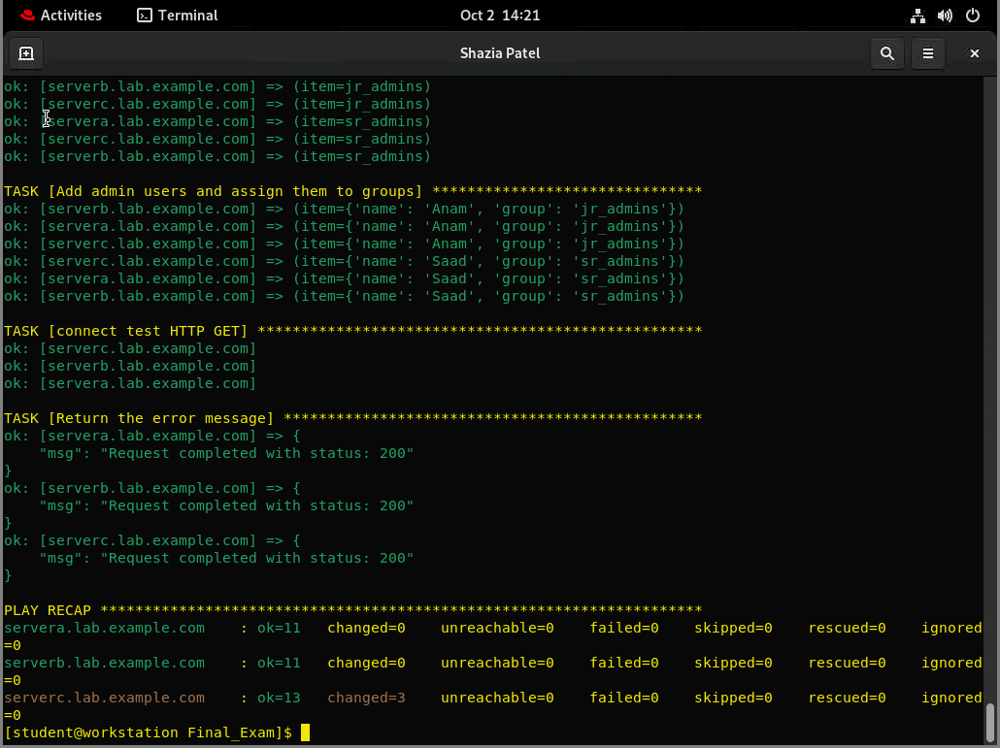 Activities Terminal Oct 2 14:21
Shazia Patel
ok: [serverb.lab.example.com] => (item=jr_admins)
ok: [serverc.lab.example.com] => (item=jr_admins)
ok: [servera.lab.example.com] => (item=sr_admins)
ok: [serverc.lab.example.com] => (item=sr_admins)
ok: [serverb.lab.example.com] => (item=sr_admins)
TASK [Add admin users and assign them to groups] *******************************
ok: [serverb.lab.example.com] => (item={'name': 'Anam', 'group': 'jr_admins'})
ok: [servera.lab.example.com] => (item={'name': 'Anam', 'group': 'jr_admins'})
ok: [serverc.lab.example.com] => (item={'name': 'Anam', 'group': 'jr_admins'})
ok: [serverc.lab.example.com] => (item={'name': 'Saad', 'group': 'sr_admins'})
ok: [servera.lab.example.com] => (item={'name': 'Saad', 'group': 'sr_admins'})
ok: [serverb.lab.example.com] => (item={'name': 'Saad', 'group': 'sr_admins'})
TASK [connect test HTTP GET] ***************************************************
ok: [serverc.lab.example.com]
ok: [serverb.lab.example.com]
ok: [servera.lab.example.com]
TASK [Return the error message] ************************************************
ok: [servera.lab.example.com] => {
    "msg": "Request completed with status: 200"
}
ok: [serverb.lab.example.com] => {
    "msg": "Request completed with status: 200"
}
ok: [serverc.lab.example.com] => {
    "msg": "Request completed with status: 200"
}
PLAY RECAP *********************************************************************
servera.lab.example.com    : ok=11   changed=0    unreachable=0    failed=0    skipped=0    rescued=0    ignored
=0
serverb.lab.example.com    : ok=11   changed=0    unreachable=0    failed=0    skipped=0    rescued=0    ignored
=0
serverc.lab.example.com    : ok=13   changed=3    unreachable=0    failed=0    skipped=0    rescued=0    ignored
=0
[student@workstation Final_Exam]$